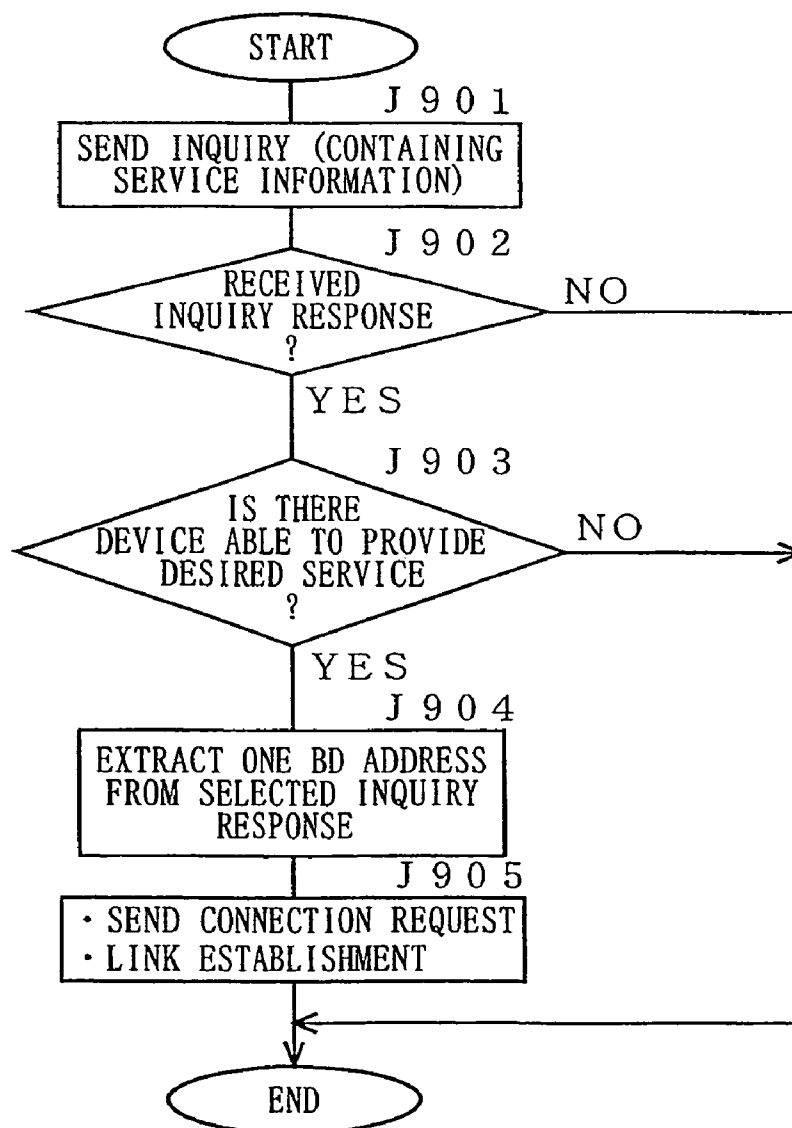 START
J901
SEND INQUIRY (CONTAINING
SERVICE INFORMATION)
J902
RECEIVED
INQUIRY RESPONSE
?
NO
YES
J903
IS THERE
DEVICE ABLE TO PROVIDE
DESIRED SERVICE
?
NO
YES
J904
EXTRACT ONE BD ADDRESS
FROM SELECTED INQUIRY
RESPONSE
J905
・SEND CONNECTION REQUEST
・LINK ESTABLISHMENT
END